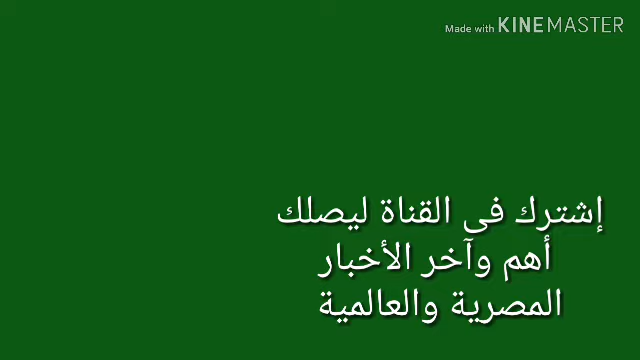 Made with KINEMASTER
إشترك فى القناة ليصلك
أهم وآخر الأخبار
المصرية والعالمية